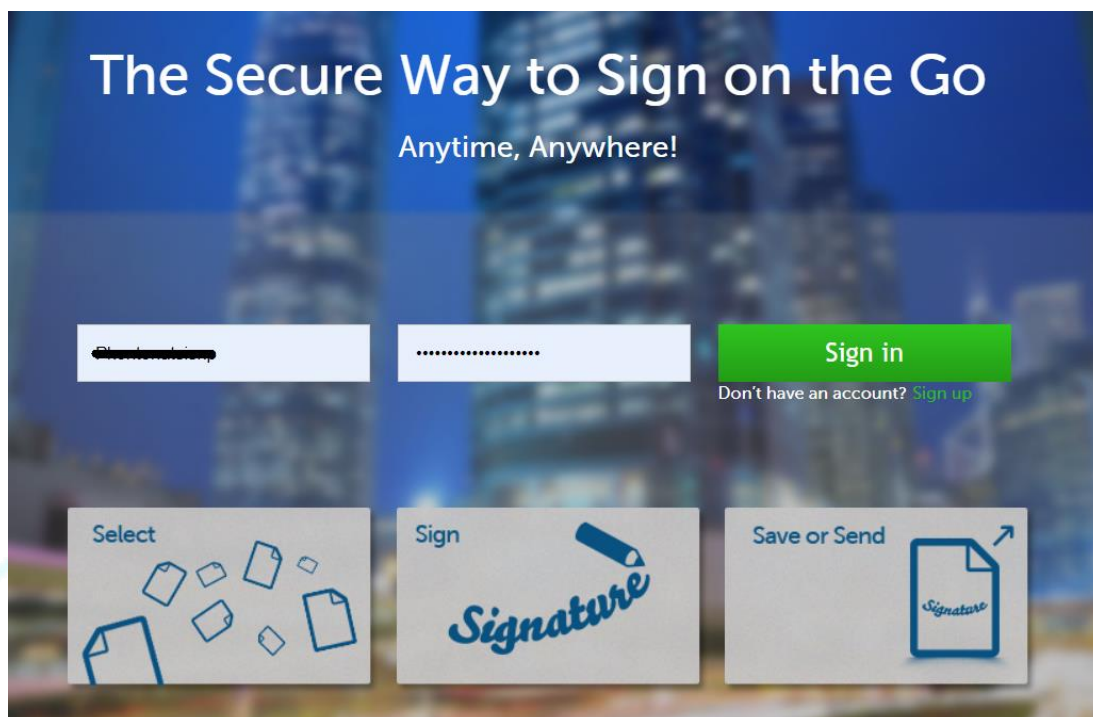 The Secure Way to Sign on the Go
Anytime, Anywhere!
Sign in
Don't have an account? Sign up
Select
Sign
Save or Send
Signature
Signature